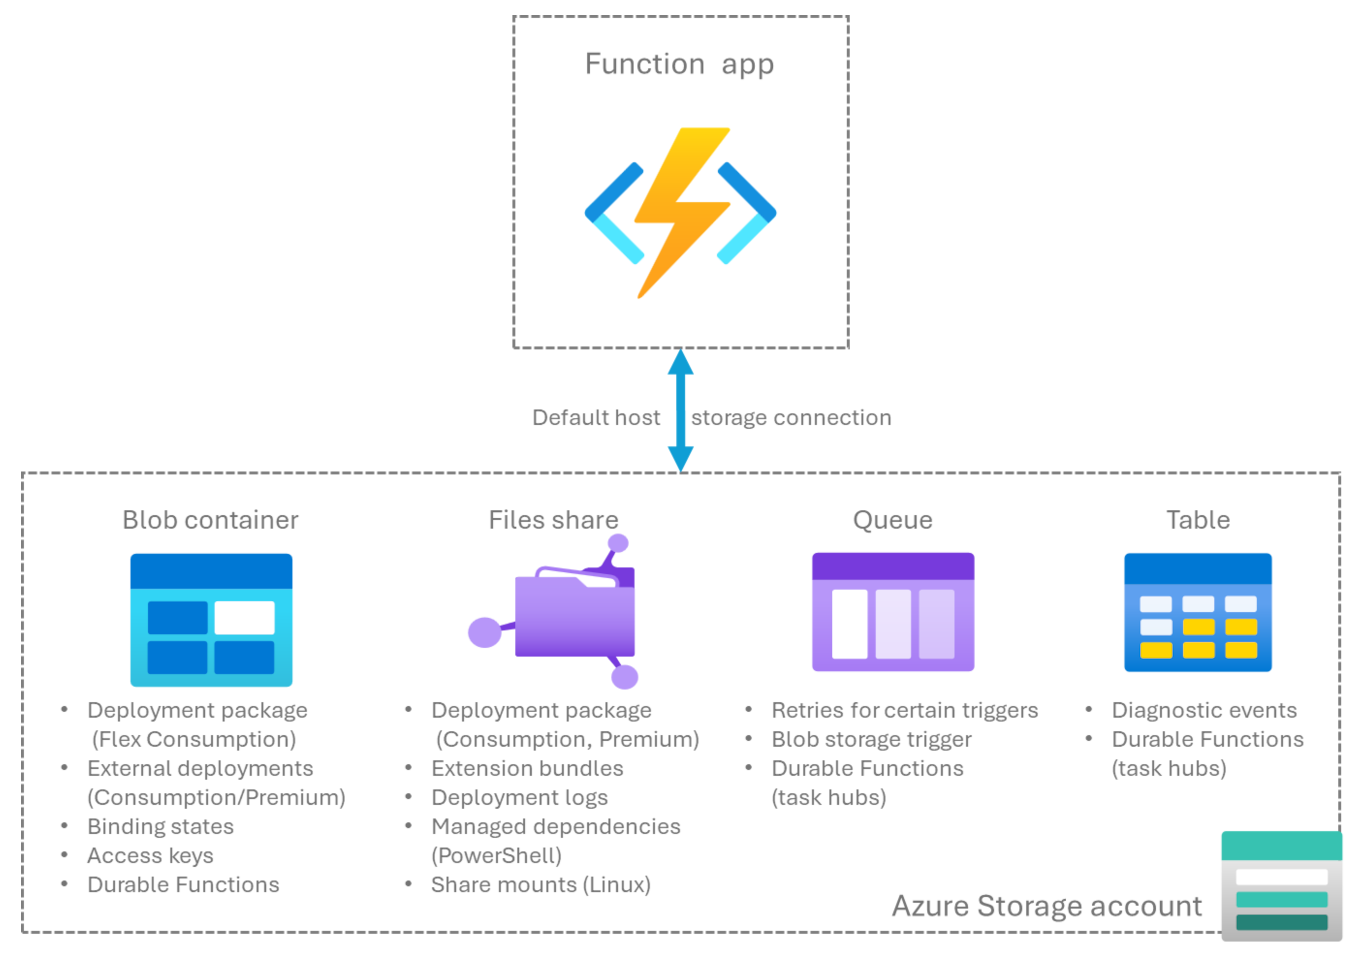 Function app
Default host storage connection
Blob container
• Deployment package
(Flex Consumption)
• External deployments
(Consumption/Premium)
• Binding states
• Access keys
• Durable Functions
Files share
• Deployment package
(Consumption, Premium)
• Extension bundles
• Deployment logs
• Managed dependencies
(PowerShell)
• Share mounts (Linux)
Queue
• Retries for certain triggers
• Blob storage trigger
• Durable Functions
(task hubs)
Table
• Diagnostic events
• Durable Functions
(task hubs)
Azure Storage account